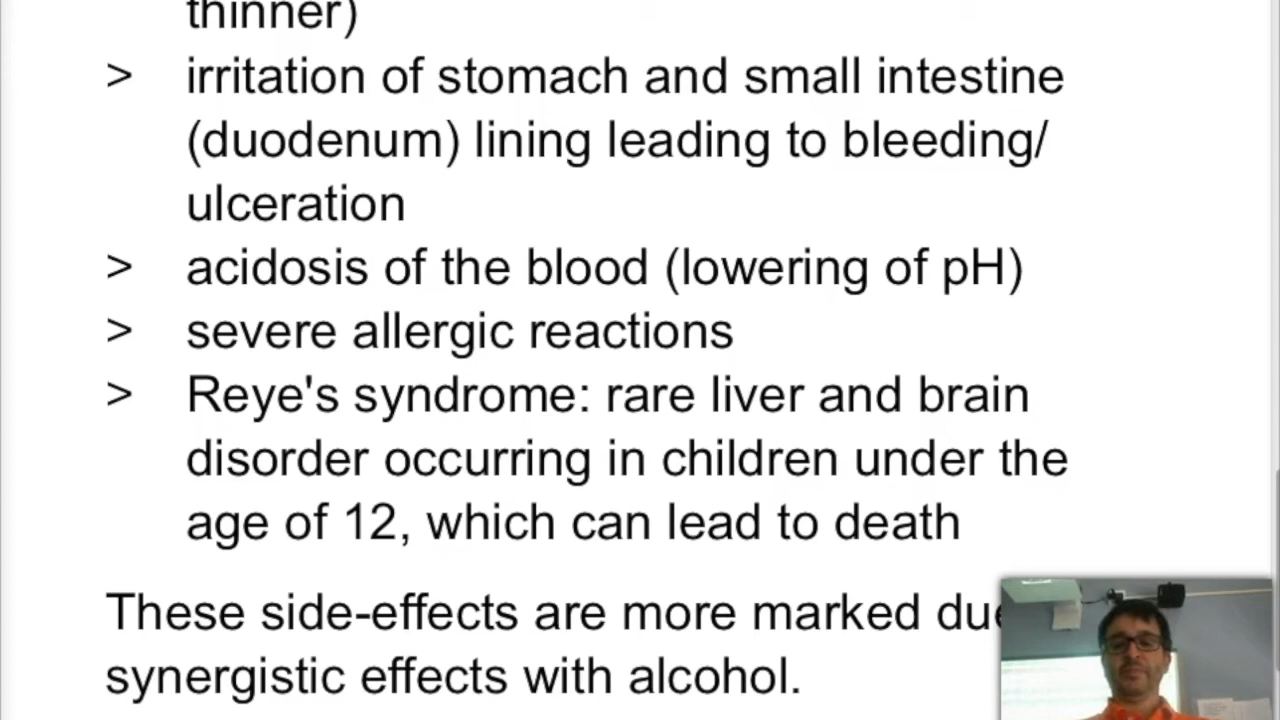 thinner)
> irritation of stomach and small intestine
(duodenum) lining leading to bleeding/
ulceration
> acidosis of the blood (lowering of pH)
> severe allergic reactions
> Reye's syndrome: rare liver and brain
disorder occurring in children under the
age of 12, which can lead to death
These side-effects are more marked due
synergistic effects with alcohol.